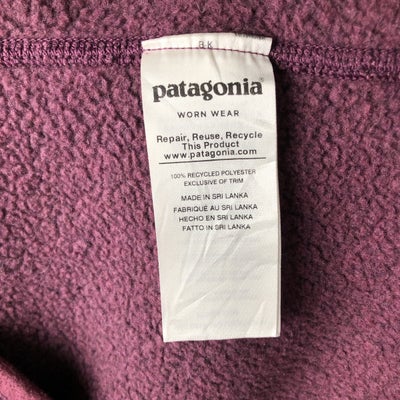 patagonia®
WORN WEAR
Repair, Reuse, Recycle
This Product
www.patagonia.com
100% RECYCLED POLYESTER
EXCLUSIVE OF TRIM
MADE IN SRI LANKA
FABRIQUÉ AU SRI LANKA
HECHO EN SRI LANKA
FATTO IN SRI LANKA